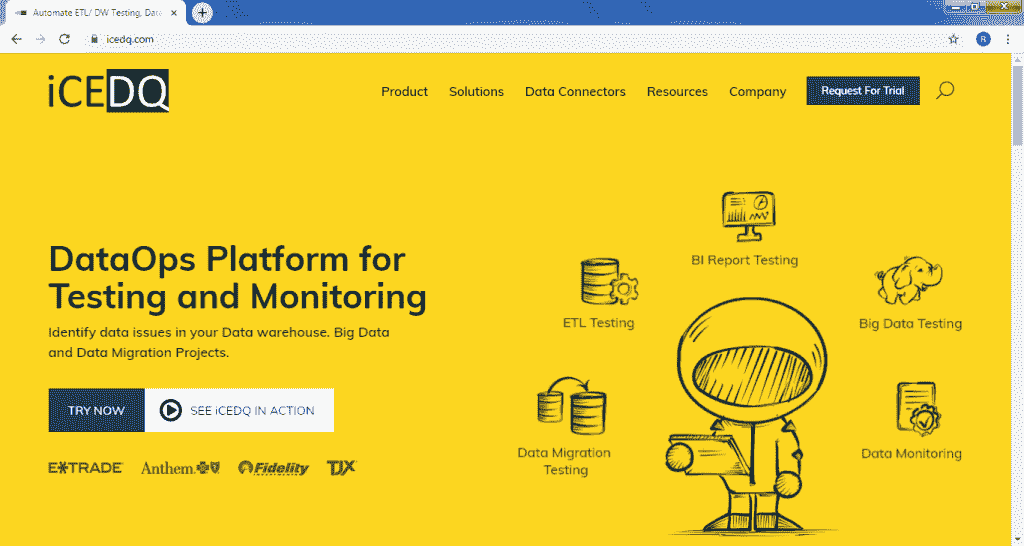 Automate ETL/ DW Testing, Data
icedq.com
R
iCEDQ
Product Solutions Data Connectors Resources Company Request For Trial
BI Report Testing
ETL Testing
Big Data Testing
DataOps Platform for
Testing and Monitoring
Identify data issues in your Data warehouse. Big Data
and Data Migration Projects.
TRY NOW SEE iCEDQ IN ACTION
Data Migration
Testing
Data Monitoring
E*TRADE Anthem Fidelity TJX